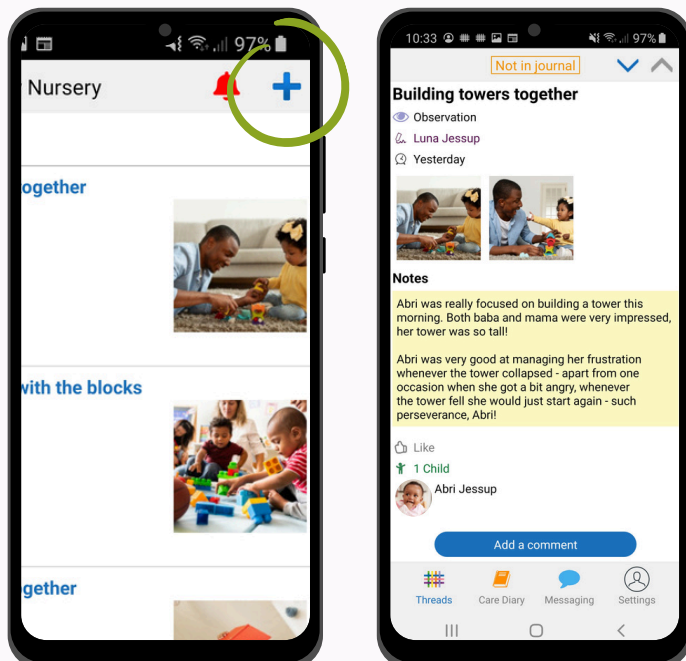 97%
Nursery
ogether
with the blocks
gether
10:33
97%
Not in journal
Building towers together
Observation
Luna Jessup
Yesterday
Notes
Abri was really focused on building a tower this
morning. Both baba and mama were very impressed,
her tower was so tall!
Abri was very good at managing her frustration
whenever the tower collapsed - apart from one
occasion when she got a bit angry, whenever
the tower fell she would just start again - such
perseverance, Abri!
Like
1 Child
Abri Jessup
Add a comment
Threads
Care Diary
Messaging
Settings